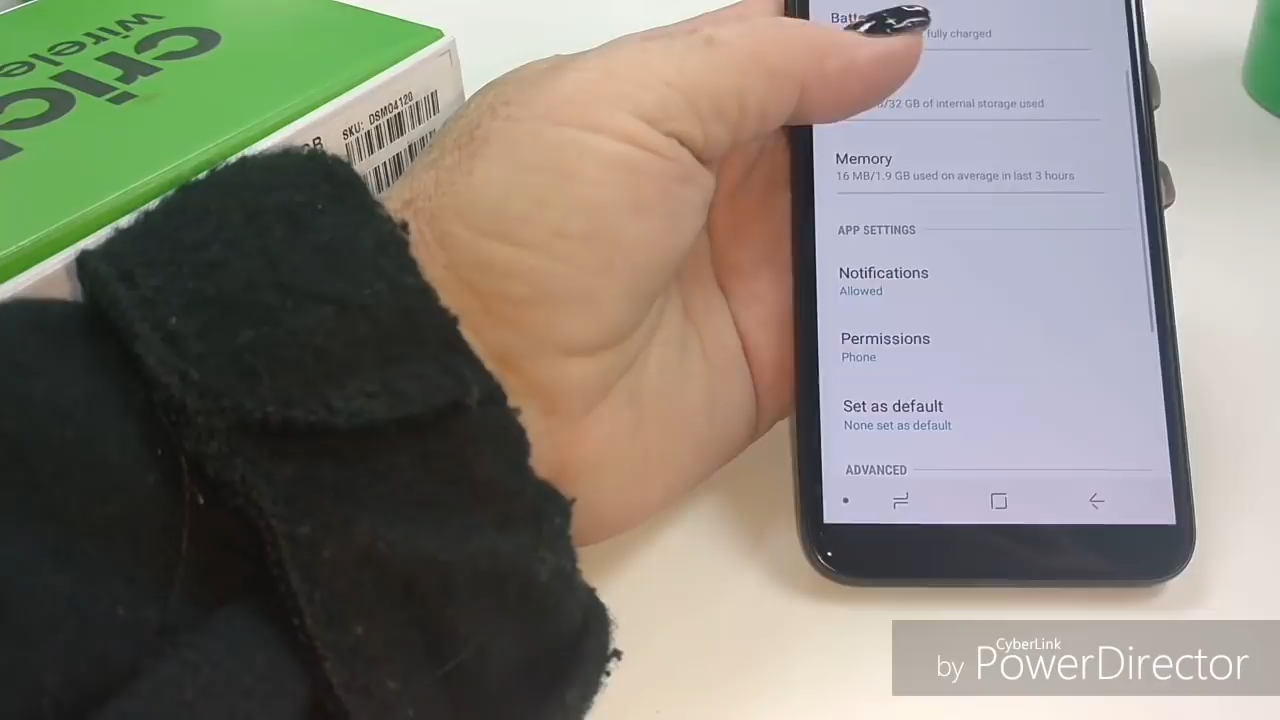 cric
wirele
SKU: DSMO4120
GB
fully charged
/32 GB of internal storage used
Memory
16 MB/1.9 GB used on average in last 3 hours
APP SETTINGS
Notifications
Allowed
Permissions
Phone
Set as default
None set as default
ADVANCED
CyberLink
by PowerDirector